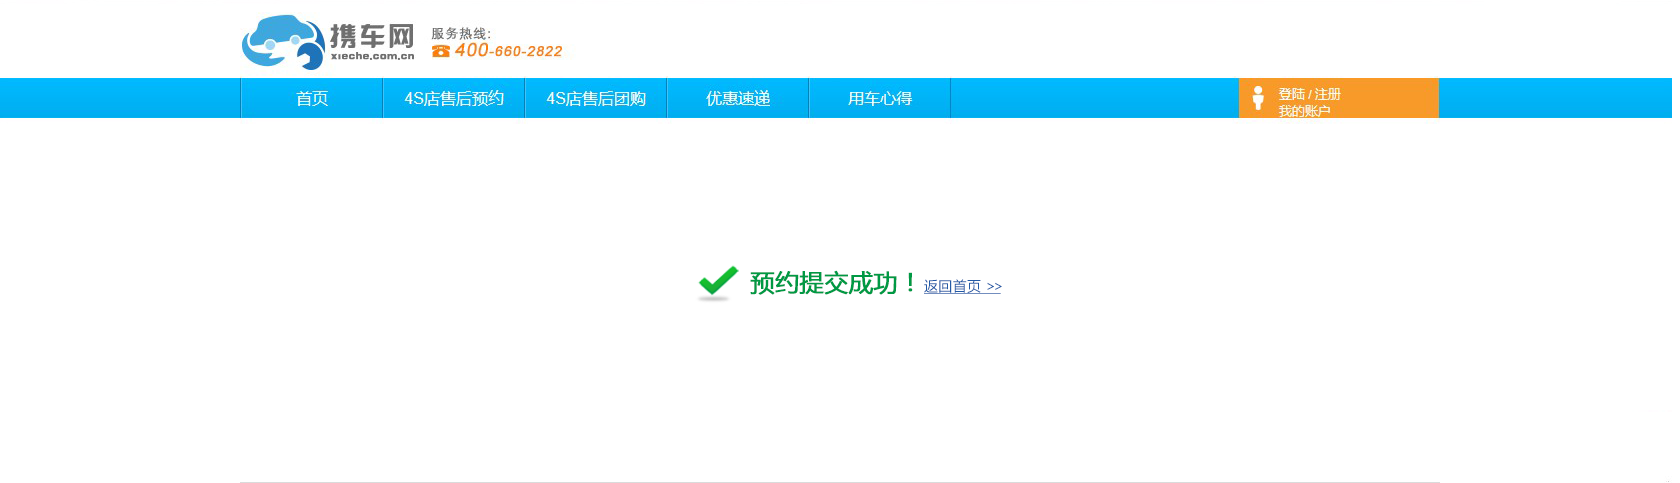 携车网
xieche.com.cn
服务热线:
400-660-2822
首页
4S店售后预约
4S店售后团购
优惠速递
用车心得
登陆 / 注册
我的账户
预约提交成功！返回首页 >>